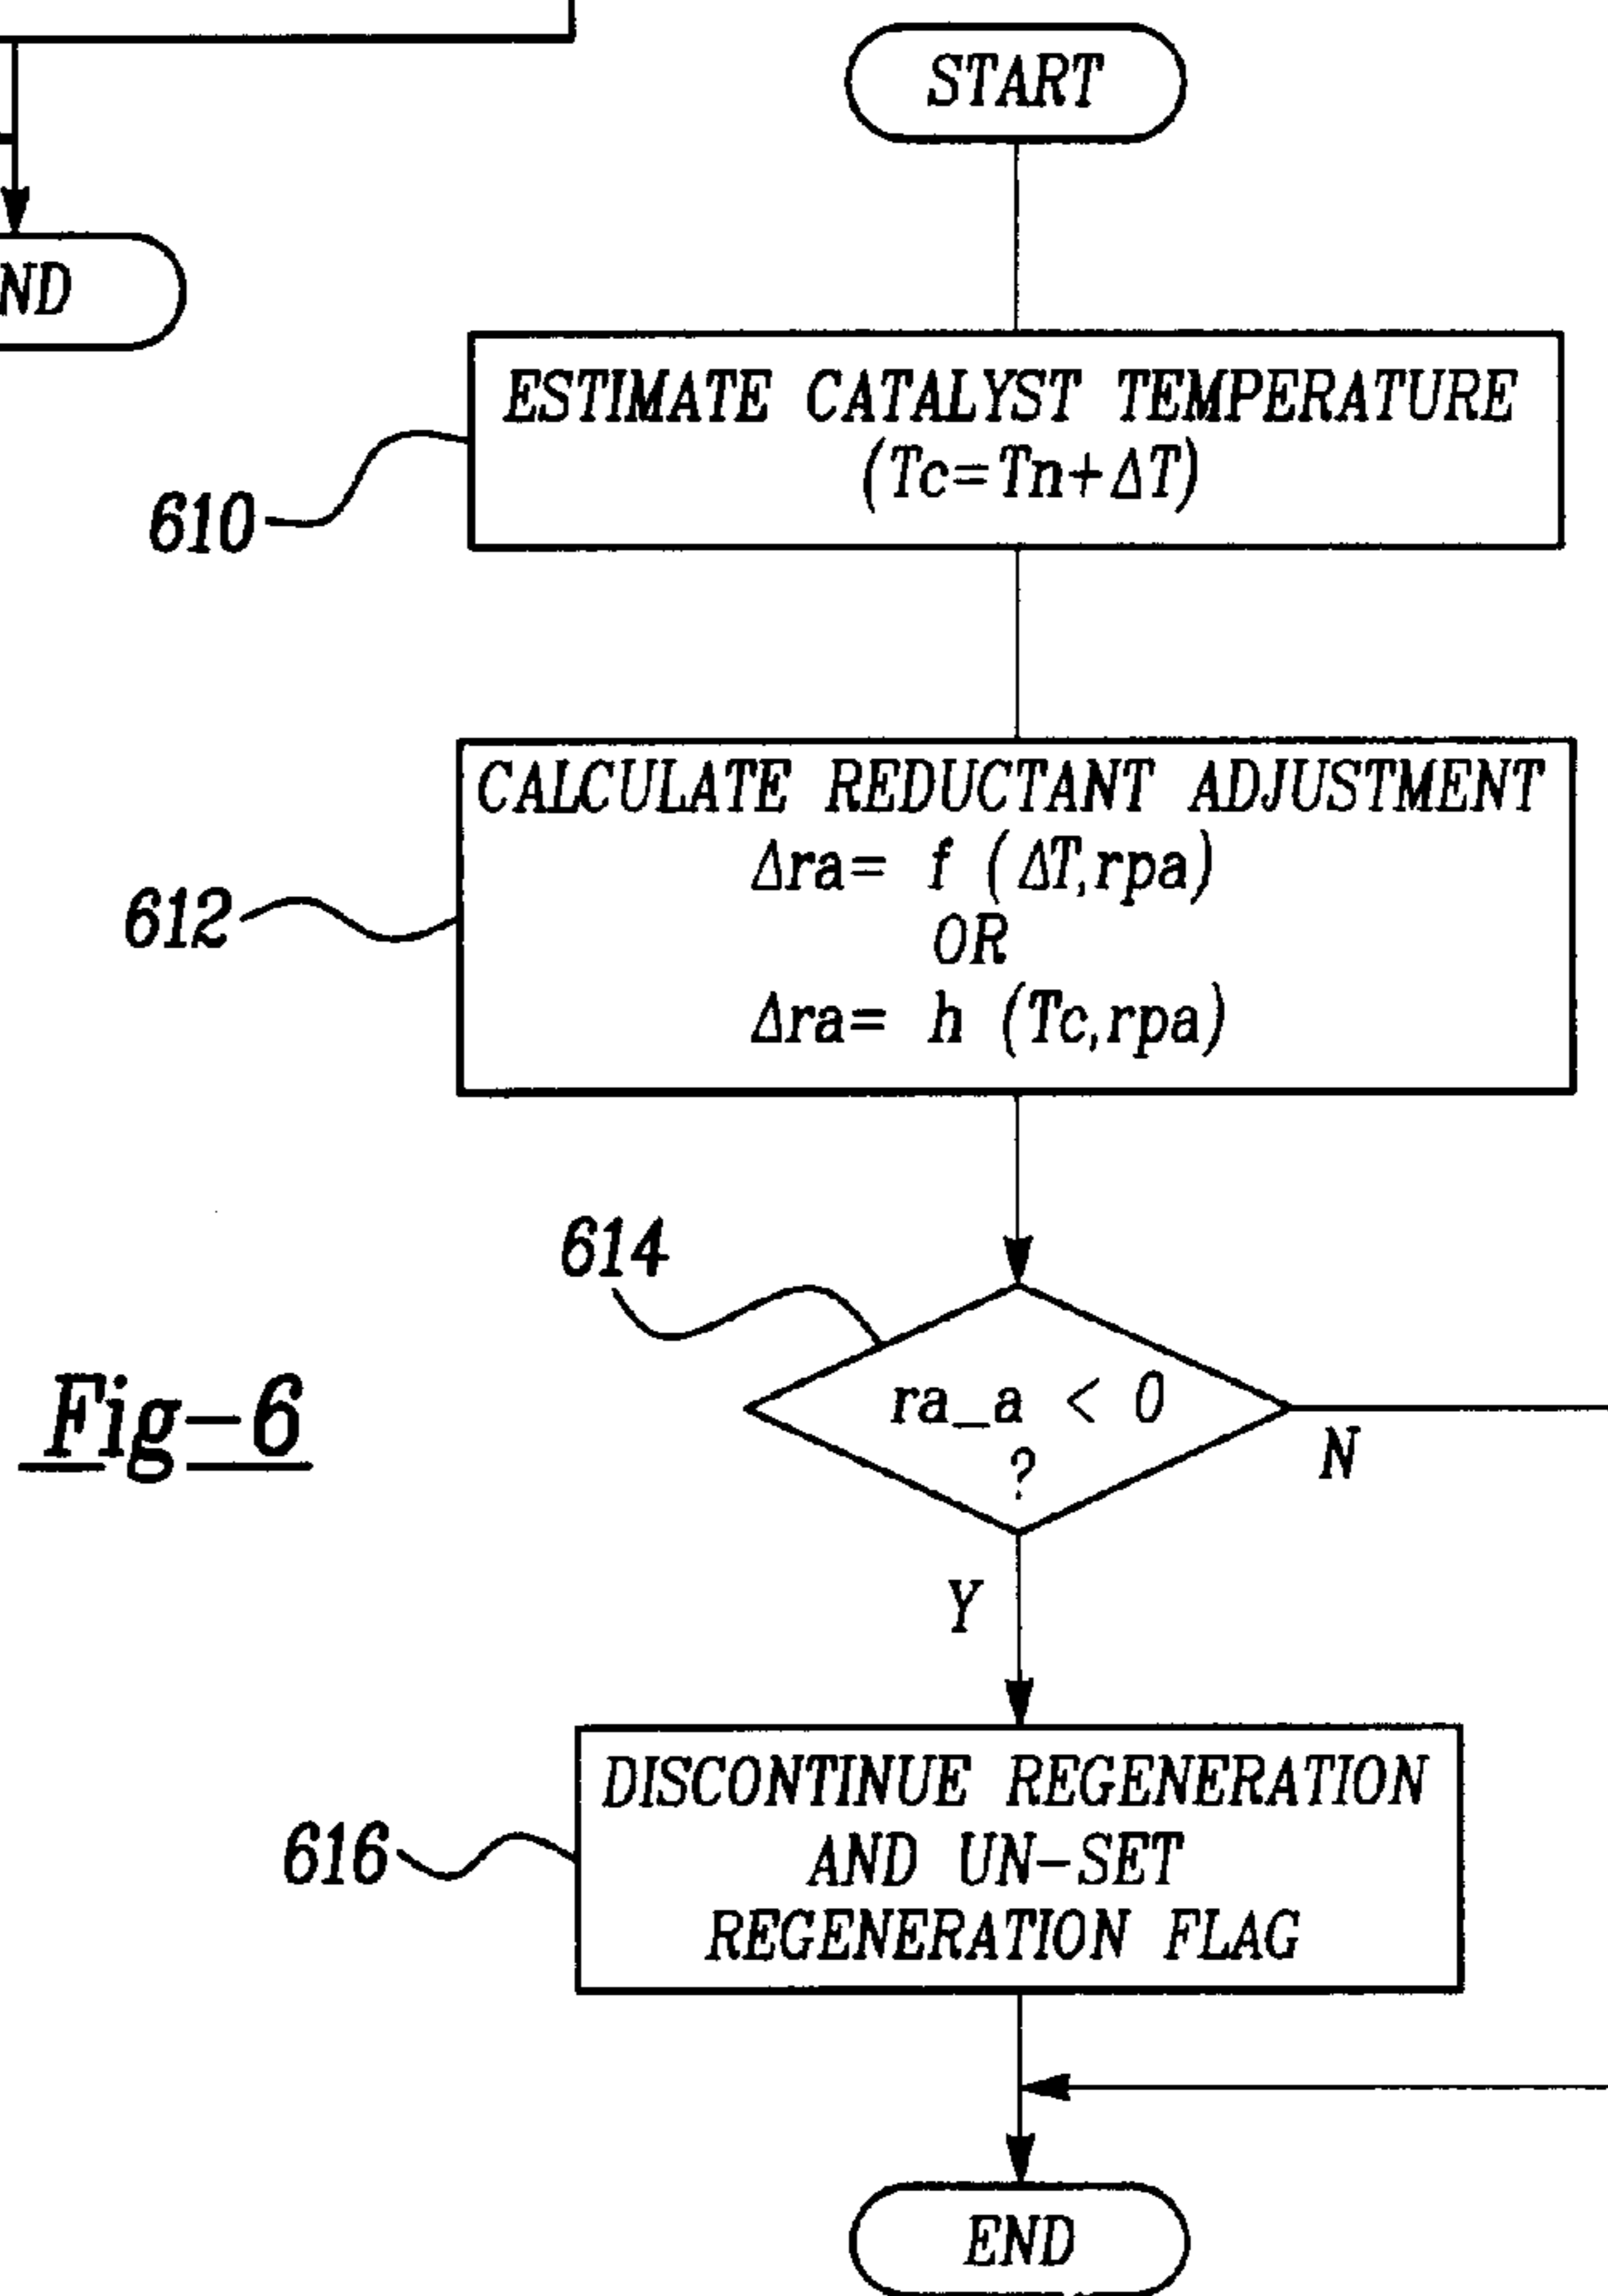 START
ND
ESTIMATE CATALYST TEMPERATURE
(Tc=Tn+ΔT)
610
CALCULATE REDUCTANT ADJUSTMENT
Δra= f (ΔT,rpa)
OR
Δra= h (Tc,rpa)
612
614
ra_a < 0
?
N
Fig-6
Y
DISCONTINUE REGENERATION
AND UN-SET
REGENERATION FLAG
616
END